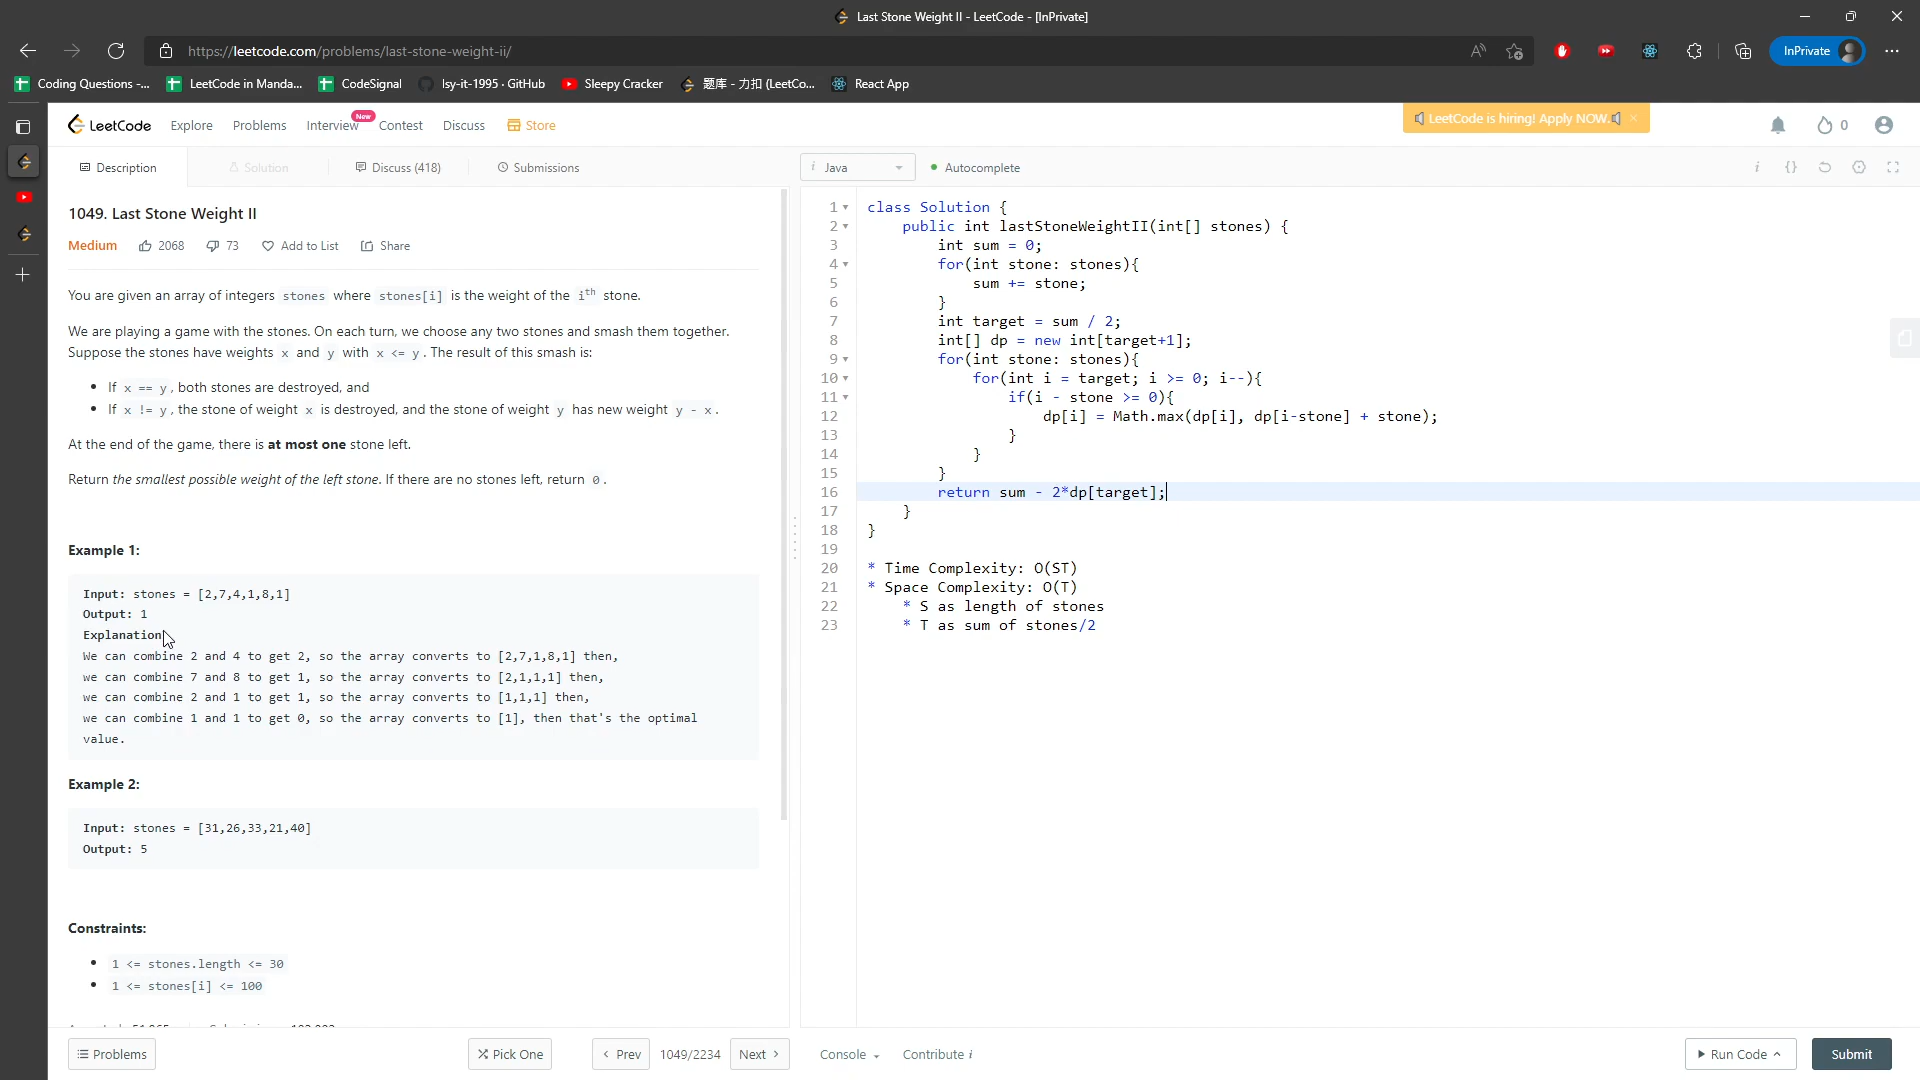 Last Stone Weight II - LeetCode - [InPrivate]
https://leetcode.com/problems/last-stone-weight-ii/
InPrivate
Coding Questions -...
LeetCode in Manda...
CodeSignal
lsy-it-1995 · GitHub
Sleepy Cracker
题库 - 力扣 (LeetCo...
React App
LeetCode
Explore
Problems
Interview
New
Contest
Discuss
Store
LeetCode is hiring! Apply NOW.
0
Description
Solution
Discuss (418)
Submissions
i Java
Autocomplete
1049. Last Stone Weight II
Medium
2068
73
Add to List
Share
You are given an array of integers stones where stones[i] is the weight of the ith stone.
We are playing a game with the stones. On each turn, we choose any two stones and smash them together.
Suppose the stones have weights x and y with x <= y. The result of this smash is:
• If x == y, both stones are destroyed, and
• If x != y, the stone of weight x is destroyed, and the stone of weight y has new weight y - x.
At the end of the game, there is at most one stone left.
Return the smallest possible weight of the left stone. If there are no stones left, return 0.
Example 1:
Input: stones = [2,7,4,1,8,1]
Output: 1
Explanation
We can combine 2 and 4 to get 2, so the array converts to [2,7,1,8,1] then,
we can combine 7 and 8 to get 1, so the array converts to [2,1,1,1] then,
we can combine 2 and 1 to get 1, so the array converts to [1,1,1] then,
we can combine 1 and 1 to get 0, so the array converts to [1], then that's the optimal
value.
Example 2:
Input: stones = [31,26,33,21,40]
Output: 5
Constraints:
• 1 <= stones.length <= 30
• 1 <= stones[i] <= 100
1 class Solution {
2 public int lastStoneWeightII(int[] stones) {
3 int sum = 0;
4 for(int stone: stones){
5 sum += stone;
6 }
7 int target = sum / 2;
8 int[] dp = new int[target+1];
9 for(int stone: stones){
10 for(int i = target; i >= 0; i--){
11 if(i - stone >= 0){
12 dp[i] = Math.max(dp[i], dp[i-stone] + stone);
13 }
14 }
15 }
16 return sum - 2*dp[target];
17 }
18 }
19
20 * Time Complexity: O(ST)
21 * Space Complexity: O(T)
22 * S as length of stones
23 * T as sum of stones/2
Problems
Pick One
< Prev
1049/2234
Next >
Console
Contribute i
Run Code
Submit